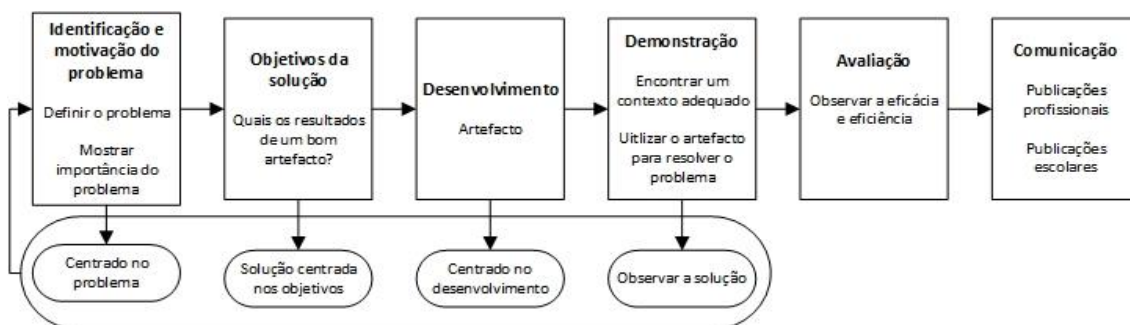 Identificação e
motivação do
problema
Definir o problema
Mostrar
importância do
problema
Objetivos da
solução
Quais os resultados
de um bom
artefacto?
Desenvolvimento
Artefacto
Demonstração
Encontrar um
contexto adequado
Uitlizar o artefacto
para resolver o
problema
Avaliação
Observar a eficácia
e eficiência
Comunicação
Publicações
profissionais
Publicações
escolares
Centrado no
problema
Solução centrada
nos objetivos
Centrado no
desenvolvimento
Observar a solução